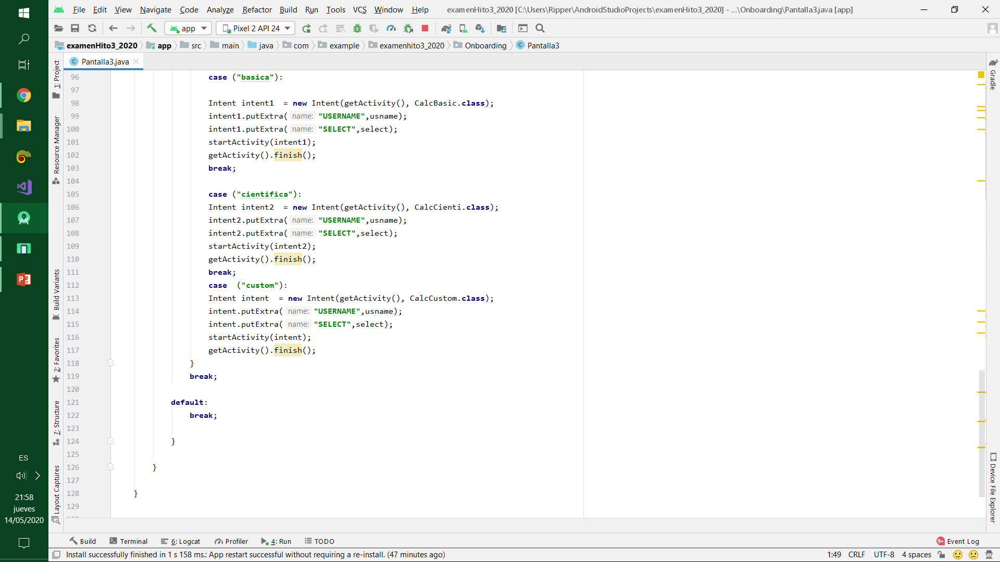 File Edit View Navigate Code Analyze Refactor Build Run Tools VCS Window Help examenHito3_2020 [C:\Users\Ripper\AndroidStudioProjects\examenHito3_2020] - ...\Onboarding\Pantalla3.java [app]
app Pixel 2 API 24
examenHito3_2020 app src main java com example examenhito3_2020 Onboarding Pantalla3
Pantalla3.java
1: Project
Resource Manager
Build Variants
2: Favorites
7: Structure
Layout Captures
Gradle
Device File Explorer
96 case ("basica"):
97
98 Intent intent1  = new Intent(getActivity(), CalcBasic.class);
99 intent1.putExtra( name: "USERNAME",usname);
100 intent1.putExtra( name: "SELECT",select);
101 startActivity(intent1);
102 getActivity().finish();
103 break;
104
105 case ("cientifica"):
106 Intent intent2  = new Intent(getActivity(), CalcCienti.class);
107 intent2.putExtra( name: "USERNAME",usname);
108 intent2.putExtra( name: "SELECT",select);
109 startActivity(intent2);
110 getActivity().finish();
111 break;
112 case  ("custom"):
113 Intent intent  = new Intent(getActivity(), CalcCustom.class);
114 intent.putExtra( name: "USERNAME",usname);
115 intent.putExtra( name: "SELECT",select);
116 startActivity(intent);
117 getActivity().finish();
118 }
119 break;
120
121 default:
122 break;
123
124 }
125
126 }
127
128 }
129
ES
21:58
jueves
14/05/2020
Build Terminal 6: Logcat Profiler 4: Run TODO 9+ Event Log
Install successfully finished in 1 s 158 ms.: App restart successful without requiring a re-install. (47 minutes ago) 1:49 CRLF UTF-8 4 spaces